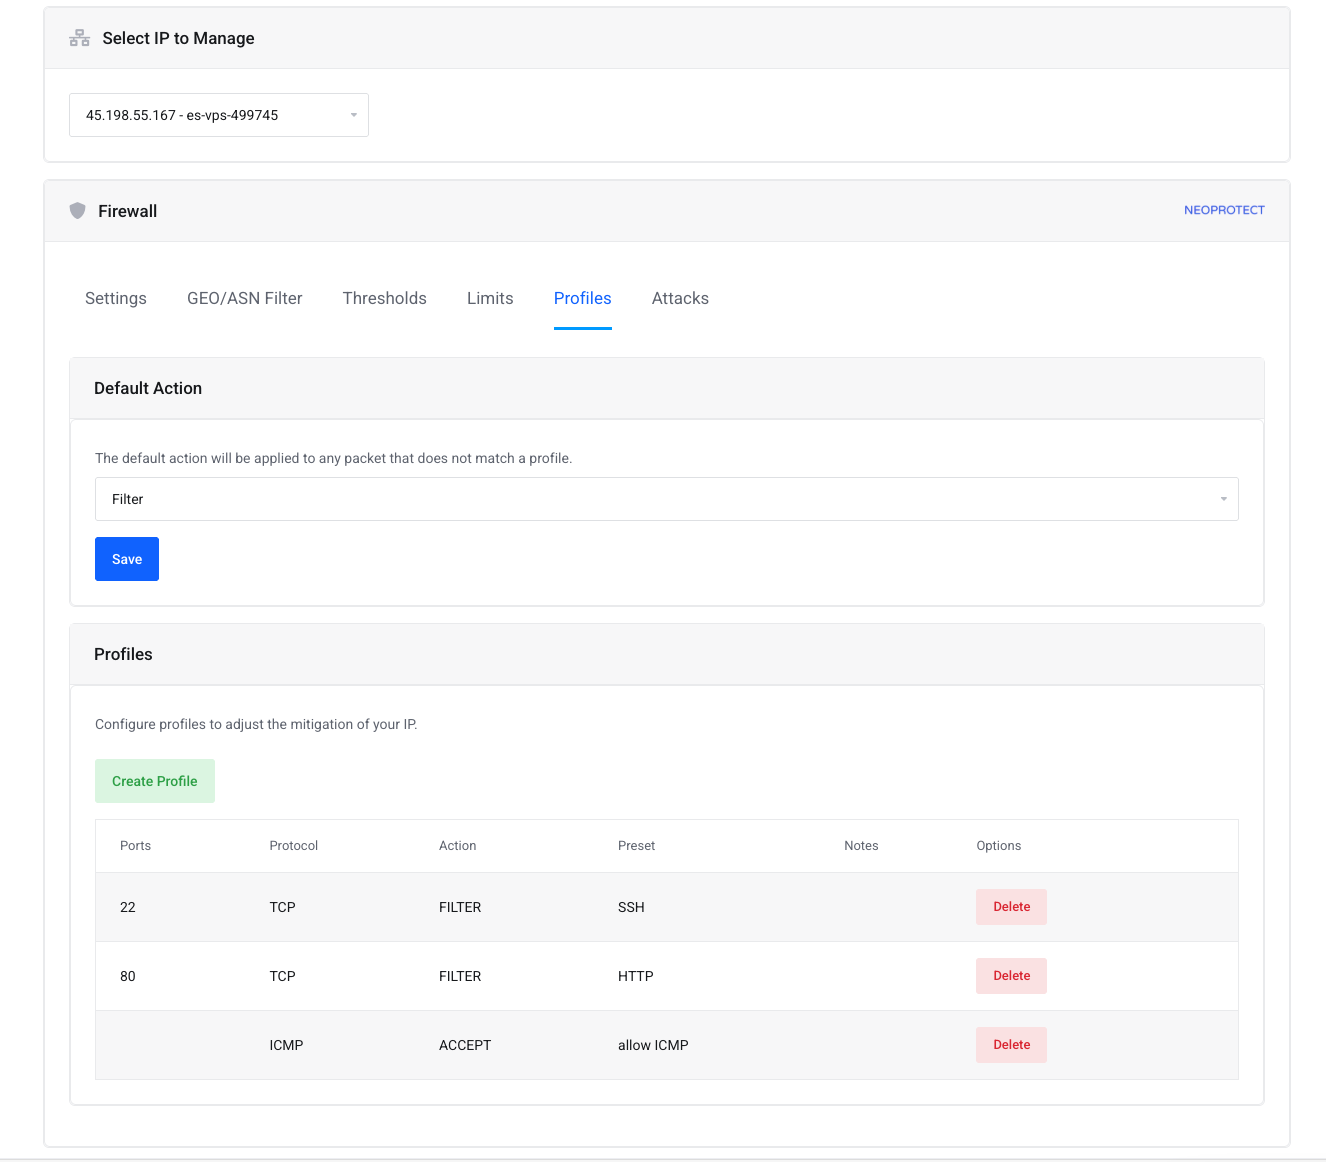 Select IP to Manage
45.198.55.167 - es-vps-499745
Firewall
NEOPROTECT
Settings GEO/ASN Filter Thresholds Limits Profiles Attacks
Default Action
The default action will be applied to any packet that does not match a profile.
Filter
Save
Profiles
Configure profiles to adjust the mitigation of your IP.
Create Profile
Ports Protocol Action Preset Notes Options
22 TCP FILTER SSH Delete
80 TCP FILTER HTTP Delete
ICMP ACCEPT allow ICMP Delete